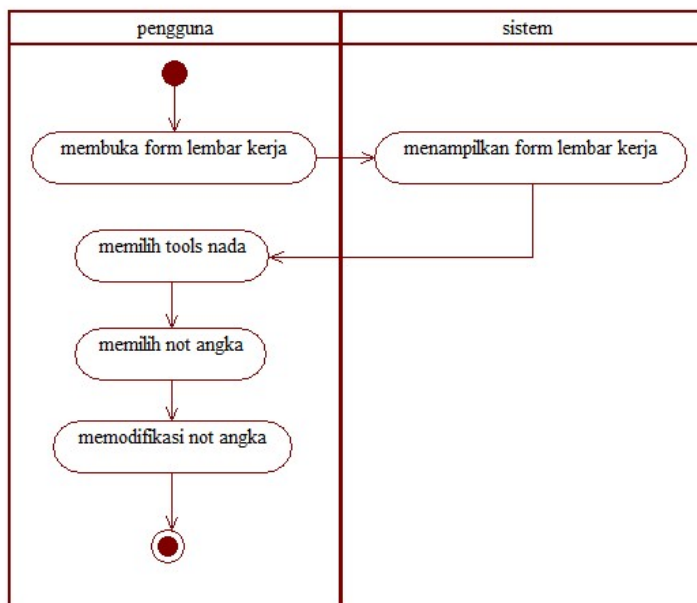 pengguna
sistem
membuka form lembar kerja
menampilkan form lembar kerja
memilih tools nada
memilih not angka
memodifikasi not angka